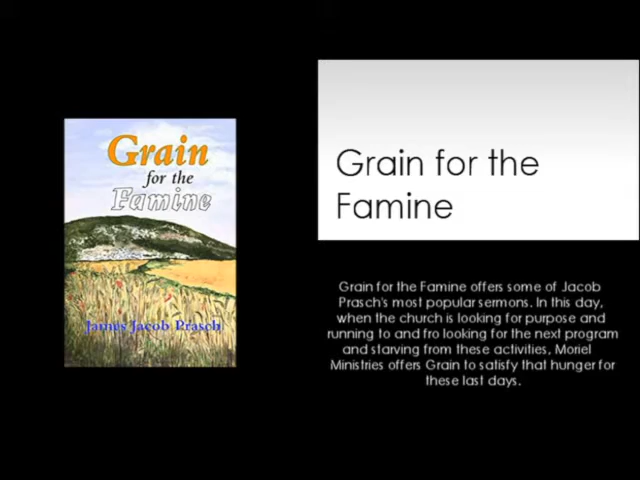 Grain
for the
Famine
James Jacob Prasch
Grain for the
Famine
Grain for the Famine offers some of Jacob
Prasch's most popular sermons. In this day,
when the church is looking for purpose and
running to and fro looking for the next program
and starving from these activities, Moriel
Ministries offers Grain to satisfy that hunger for
these last days.